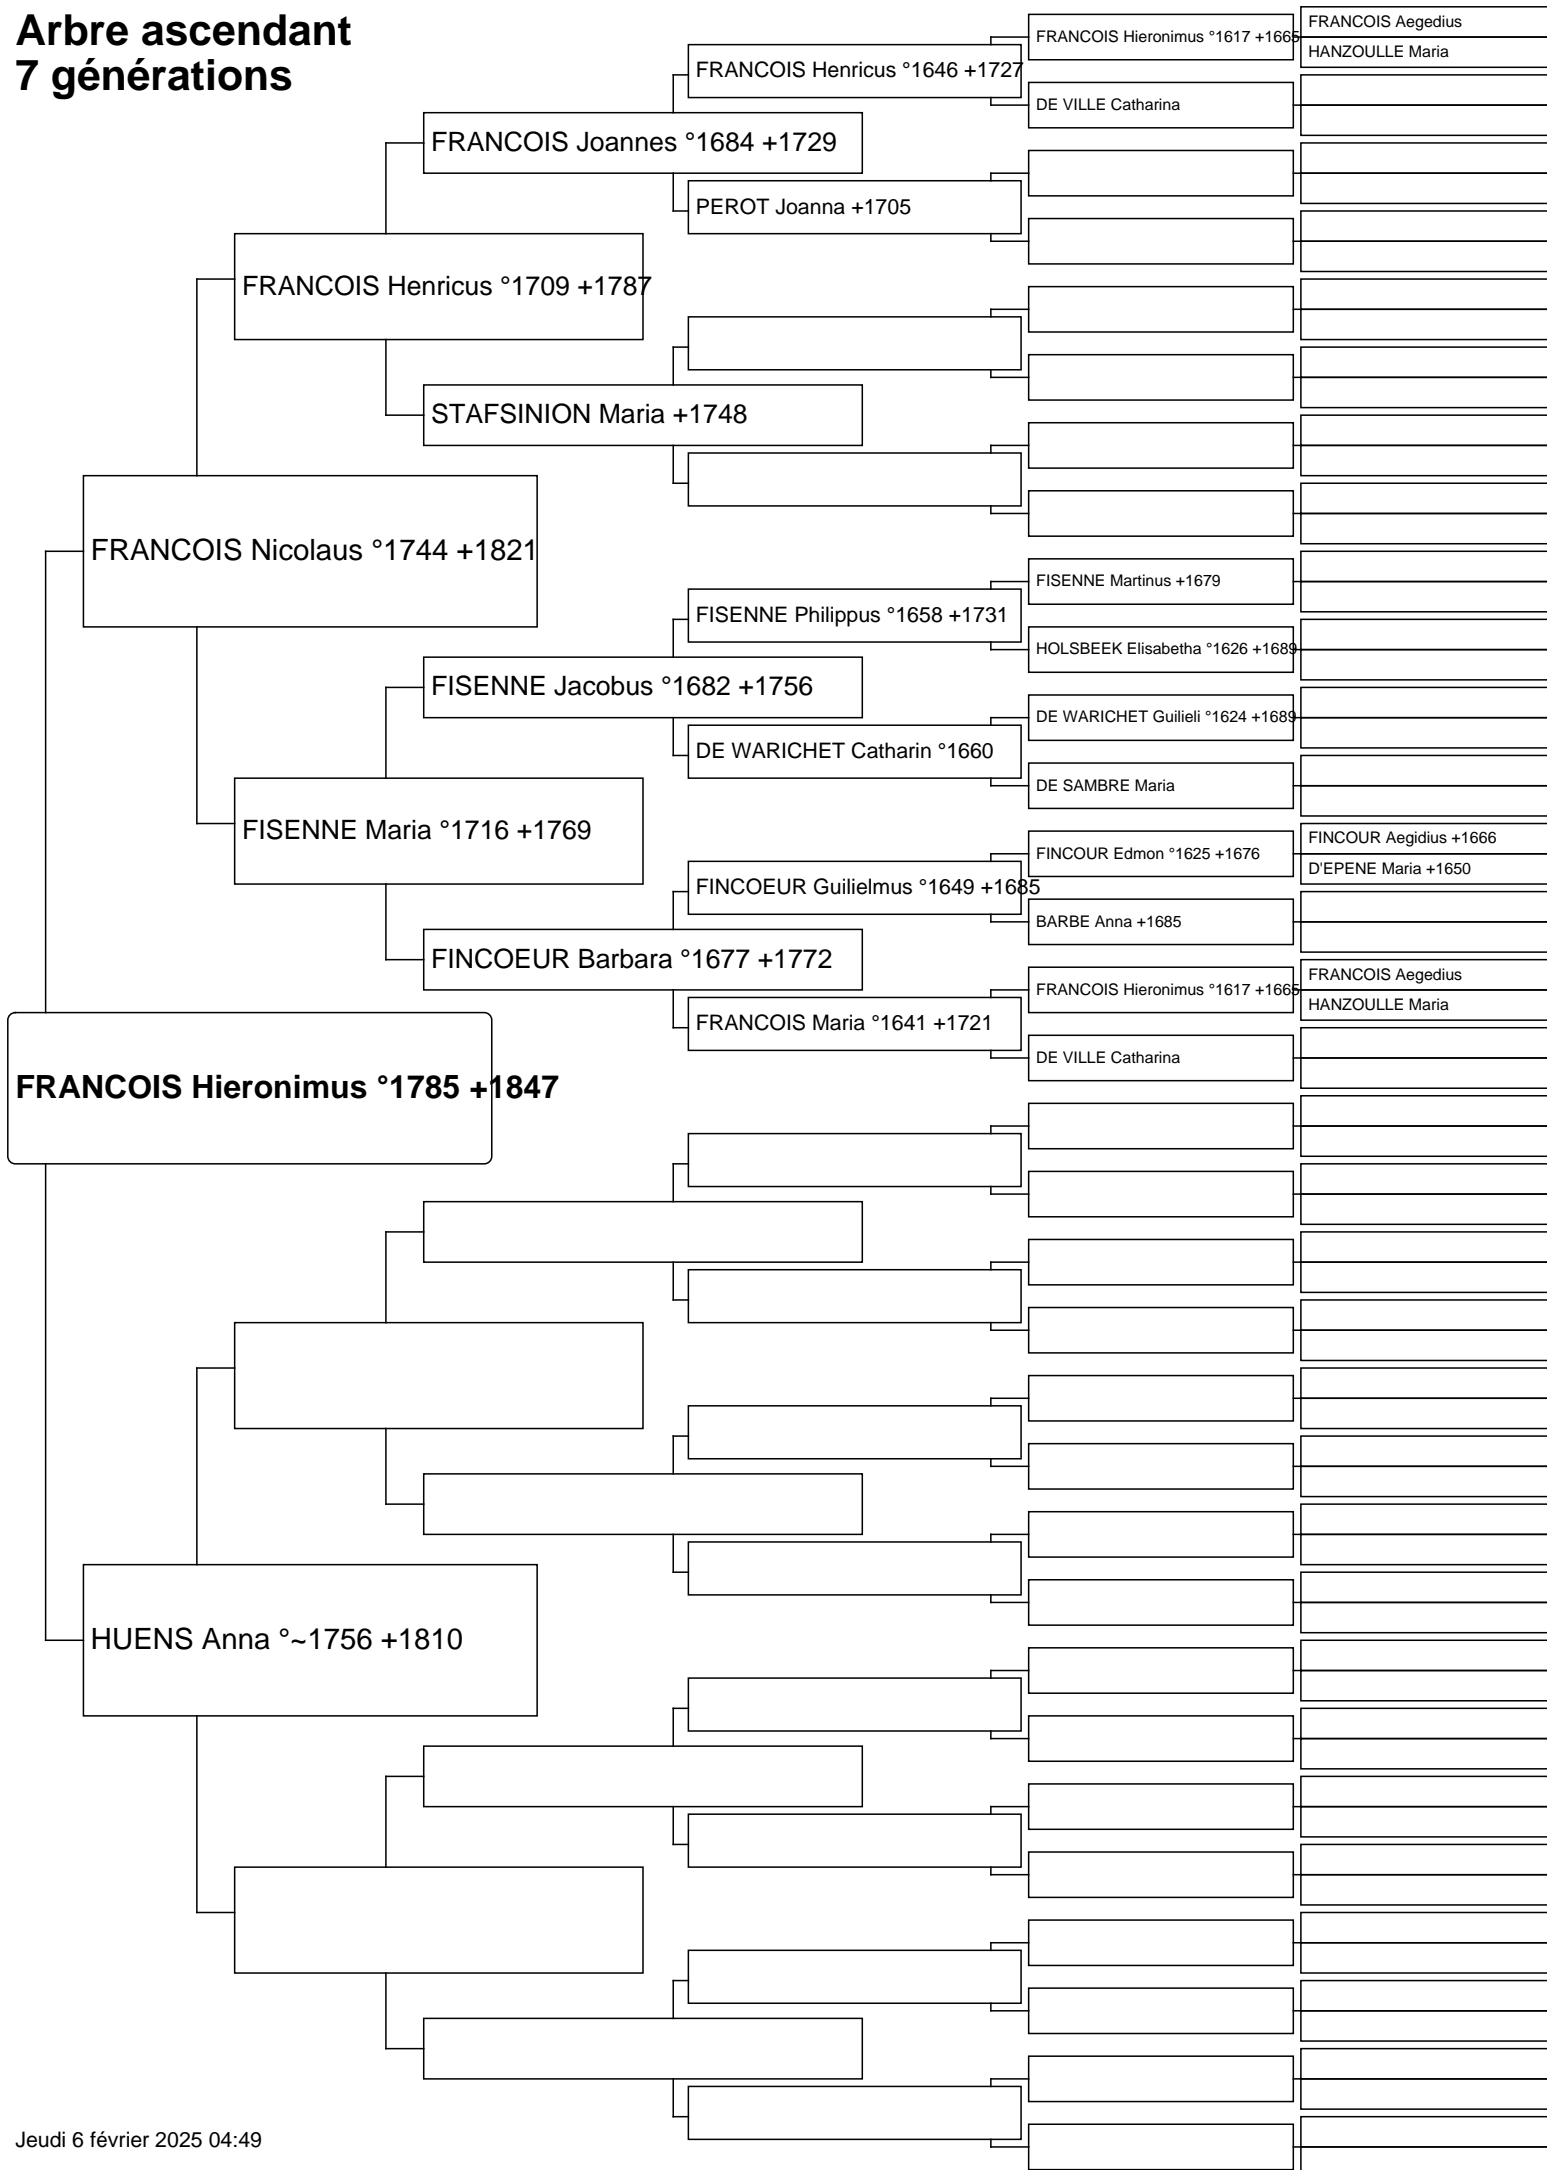 Arbre ascendant
7 générations
FRANCOIS Hieronimus °1617 +1665
FRANCOIS Aegedius
HANZOULLE Maria
FRANCOIS Henricus °1646 +1727
DE VILLE Catharina
FRANCOIS Joannes °1684 +1729
PEROT Joanna +1705
FRANCOIS Henricus °1709 +1787
STAFSINION Maria +1748
FRANCOIS Nicolaus °1744 +1821
FISENNE Martinus +1679
FISENNE Philippus °1658 +1731
HOLSBEEK Elisabetha °1626 +1689
FISENNE Jacobus °1682 +1756
DE WARICHET Guilieli °1624 +1689
DE WARICHET Catharin °1660
DE SAMBRE Maria
FISENNE Maria °1716 +1769
FINCOUR Aegidius +1666
FINCOUR Edmon °1625 +1676
D'EPENE Maria +1650
FINCOEUR Guilielmus °1649 +1685
BARBE Anna +1685
FINCOEUR Barbara °1677 +1772
FRANCOIS Aegedius
FRANCOIS Hieronimus °1617 +1665
HANZOULLE Maria
FRANCOIS Maria °1641 +1721
DE VILLE Catharina
FRANCOIS Hieronimus °1785 +1847
HUENS Anna °~1756 +1810
Jeudi 6 février 2025 04:49